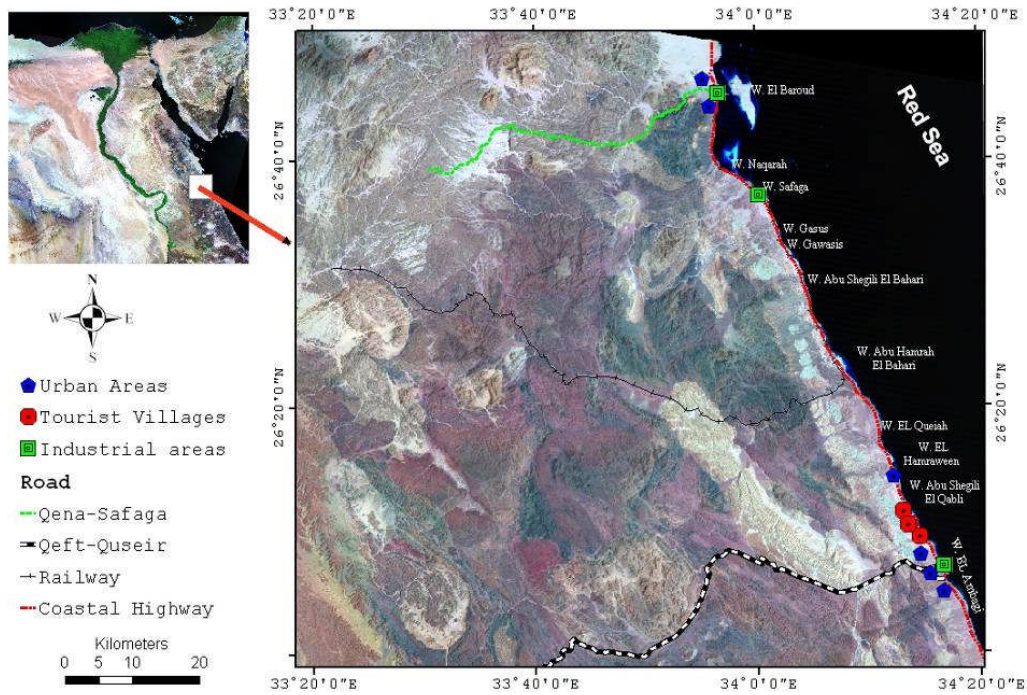 33°20'0"E
33°40'0"E
34°0'0"E
34°20'0"E
W. El Baroud
Red Sea
26°40'0"N
26°40'0"N
W. Naqarah
W. Safaga
W. Gasus
W. Gawasis
W. Abu Shegili El Bahari
W. Abu Hamrah
El Bahari
26°20'0"N
26°20'0"N
W. EL Queiah
W. EL
Hamraween
W. Abu Shegili
El Qabli
W. EL Ambagi
33°20'0"E
33°40'0"E
34°0'0"E
34°20'0"E
N
W
E
S
Urban Areas
Tourist Villages
Industrial areas
Road
Qena-Safaga
Qeft-Quseir
Railway
Coastal Highway
Kilometers
0 5 10 20